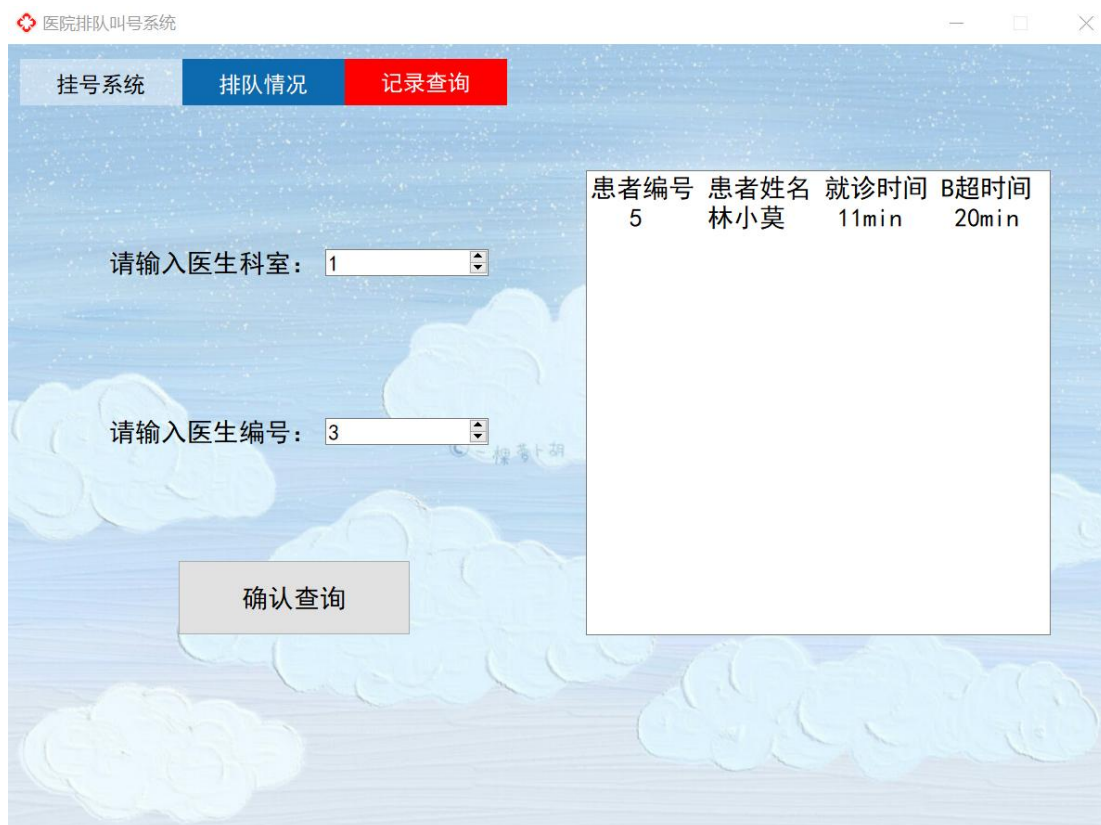 医院排队叫号系统
挂号系统 排队情况 记录查询
患者编号 患者姓名 就诊时间 B超时间
5 林小莫 11min 20min
请输入医生科室： 1
请输入医生编号： 3
确认查询